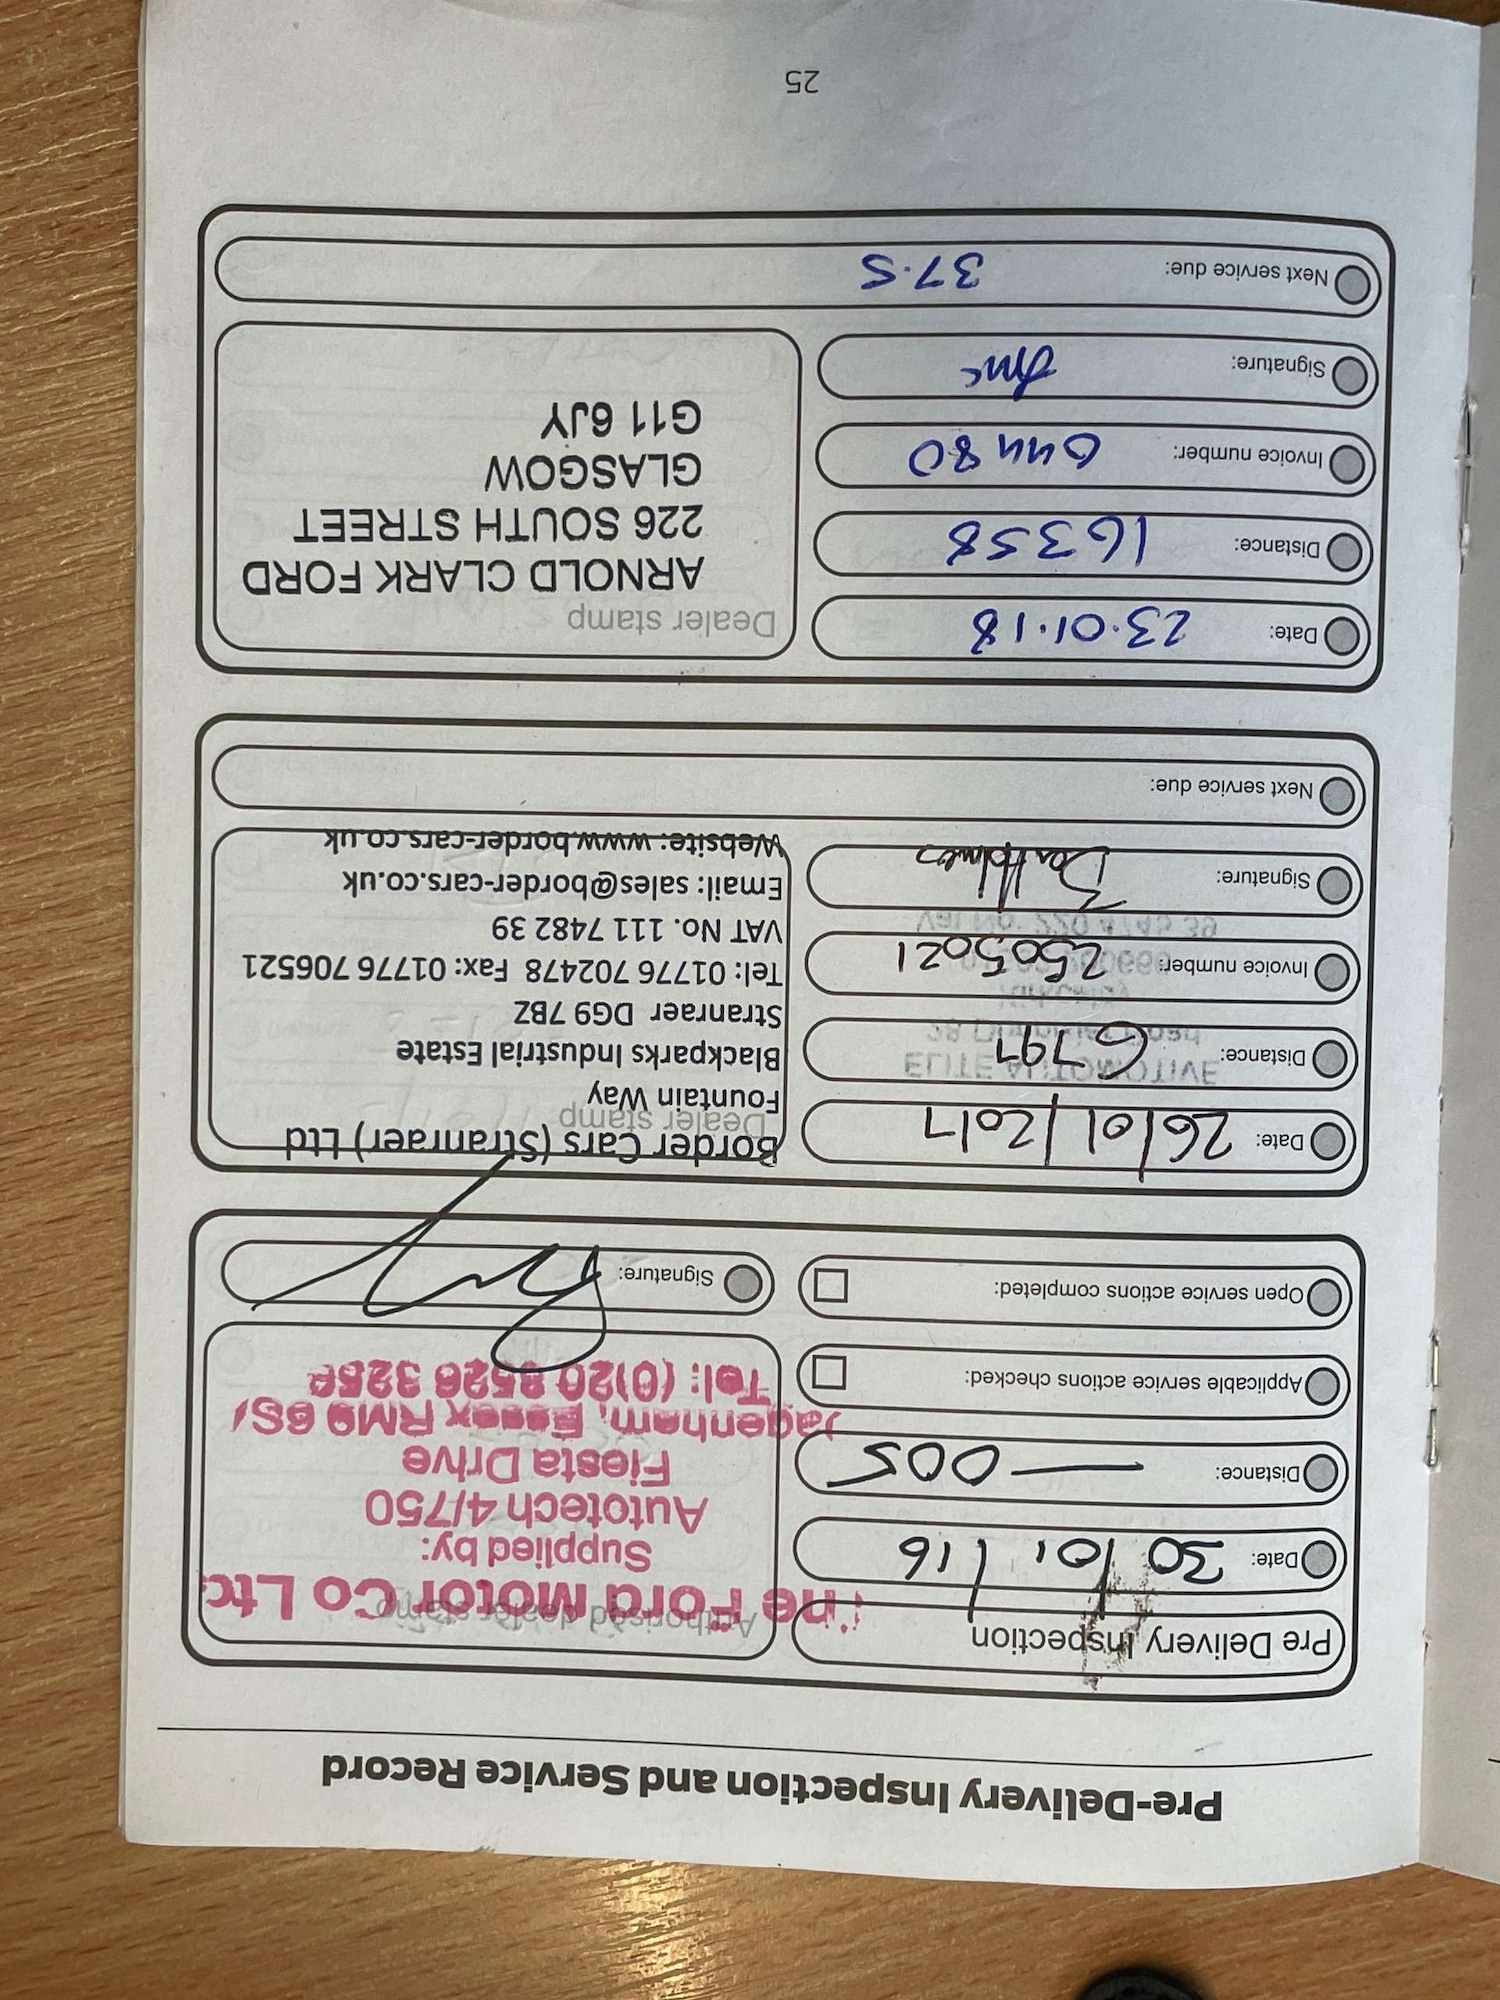 Pre-Delivery Inspection and Service Record
Pre Delivery Inspection
Date: 30/01/16
Distance: — 005
Applicable service actions checked:
Open service actions completed:
Authorised dealer stamp
Ford Motor Co Ltd
Supplied by:
Autotech 4/750
Fiesta Drive
Dagenham, Essex RM9 6SA
Tel: (0)20 8526
Signature:
Date: 26/01/2017
Distance: 6797
Invoice number: 2505021
Signature:
Next service due:
Dealer stamp
Border Cars (Stranraer) Ltd
Fountain Way
Blackparks Industrial Estate
Stranraer DG9 7BZ
Tel: 01776 702478 Fax: 01776 706521
VAT No. 111 7482 39
Email: sales@border-cars.co.uk
Website: www.border-cars.co.uk
ELITE AUTOMOTIVE
Date: 23.01.18
Distance: 16358
Invoice number: 64480
Signature:
Next service due: 37.5
Dealer stamp
ARNOLD CLARK FORD
226 SOUTH STREET
GLASGOW
G11 6JY
25